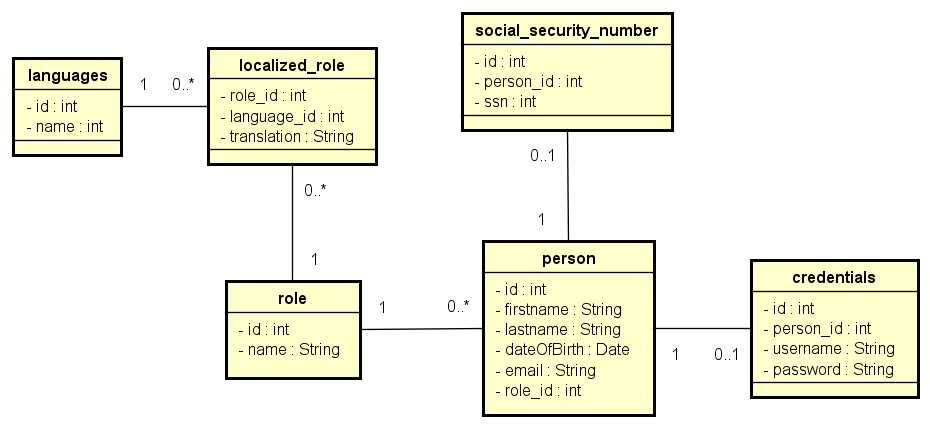 social_security_number
- id : int
- person_id : int
- ssn : int
languages
- id : int
- name : int
1
0..*
localized_role
- role_id : int
- language_id : int
- translation : String
0..1
1
0..*
1
role
- id : int
- name : String
1
0..*
person
- id : int
- firstname : String
- lastname : String
- dateOfBirth : Date
- email : String
- role_id : int
1
0..1
credentials
- id : int
- person_id : int
- username : String
- password : String